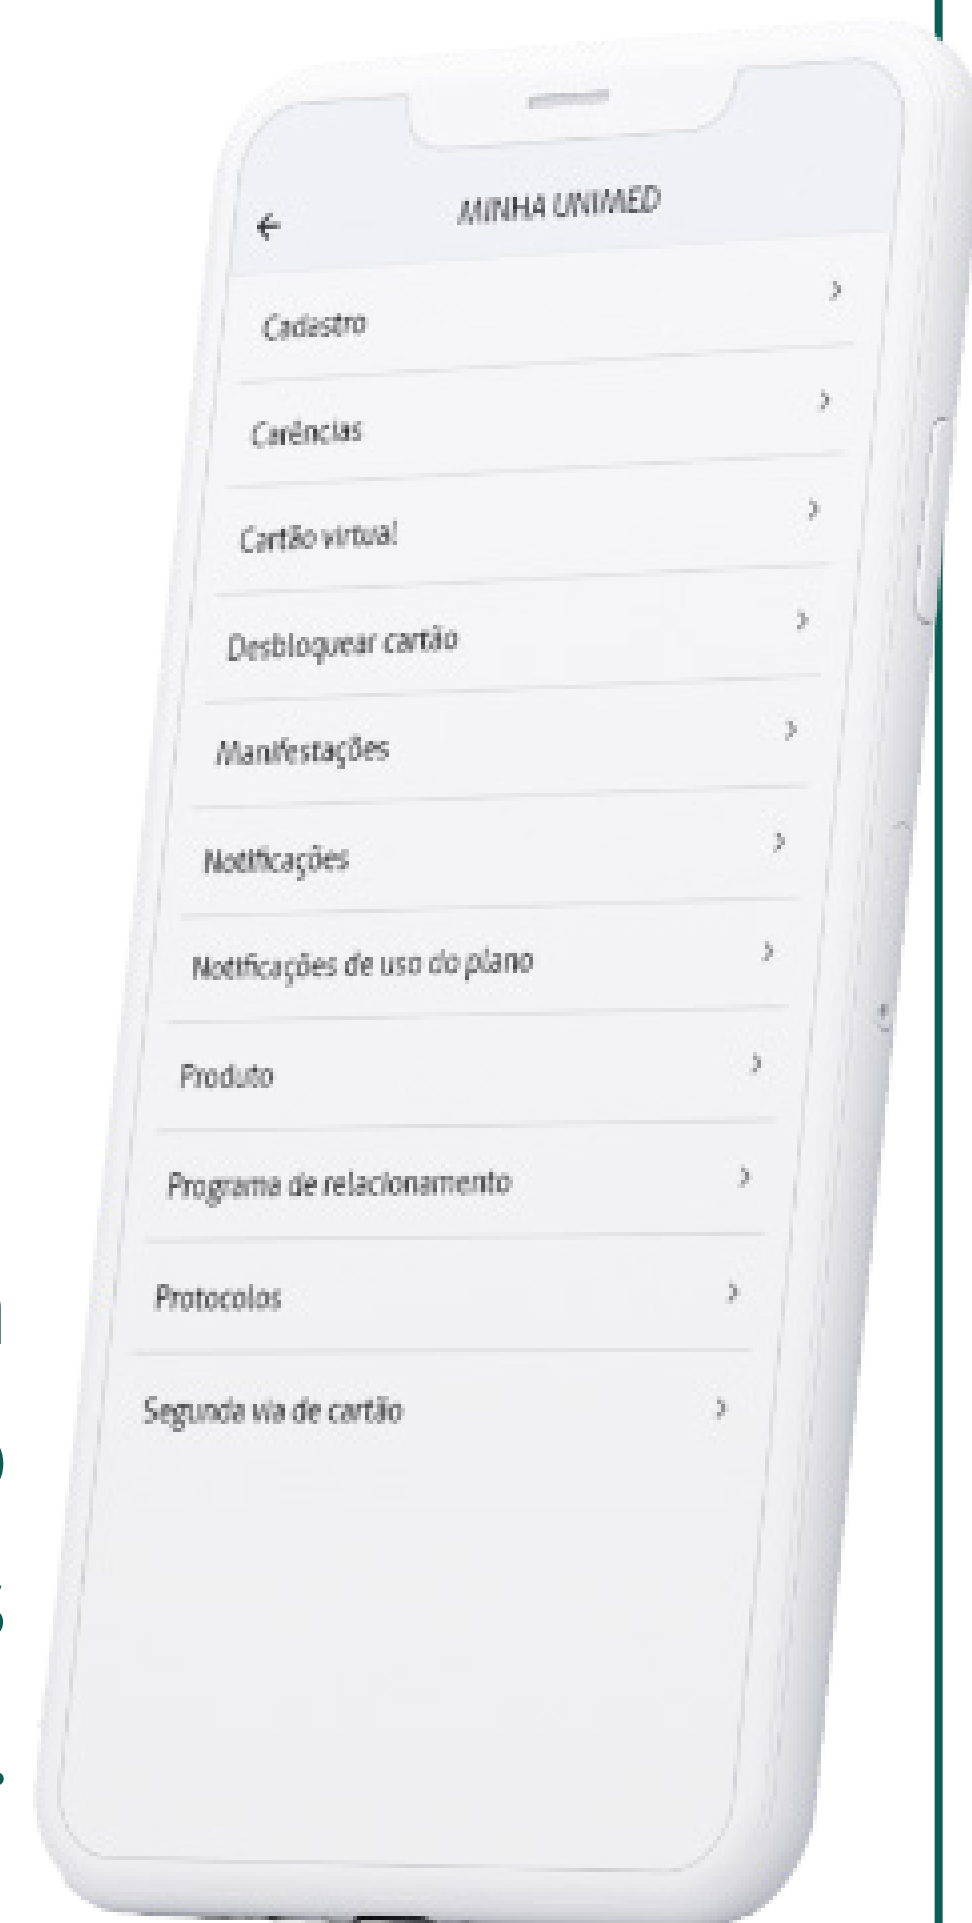 MINHA UNIMED
Cadastro
Carências
Cartão virtual
Desbloquear cartão
Manifestações
Notificações
Notificações de uso do plano
Produto
Programa de relacionamento
Protocolos
Segunda via de cartão